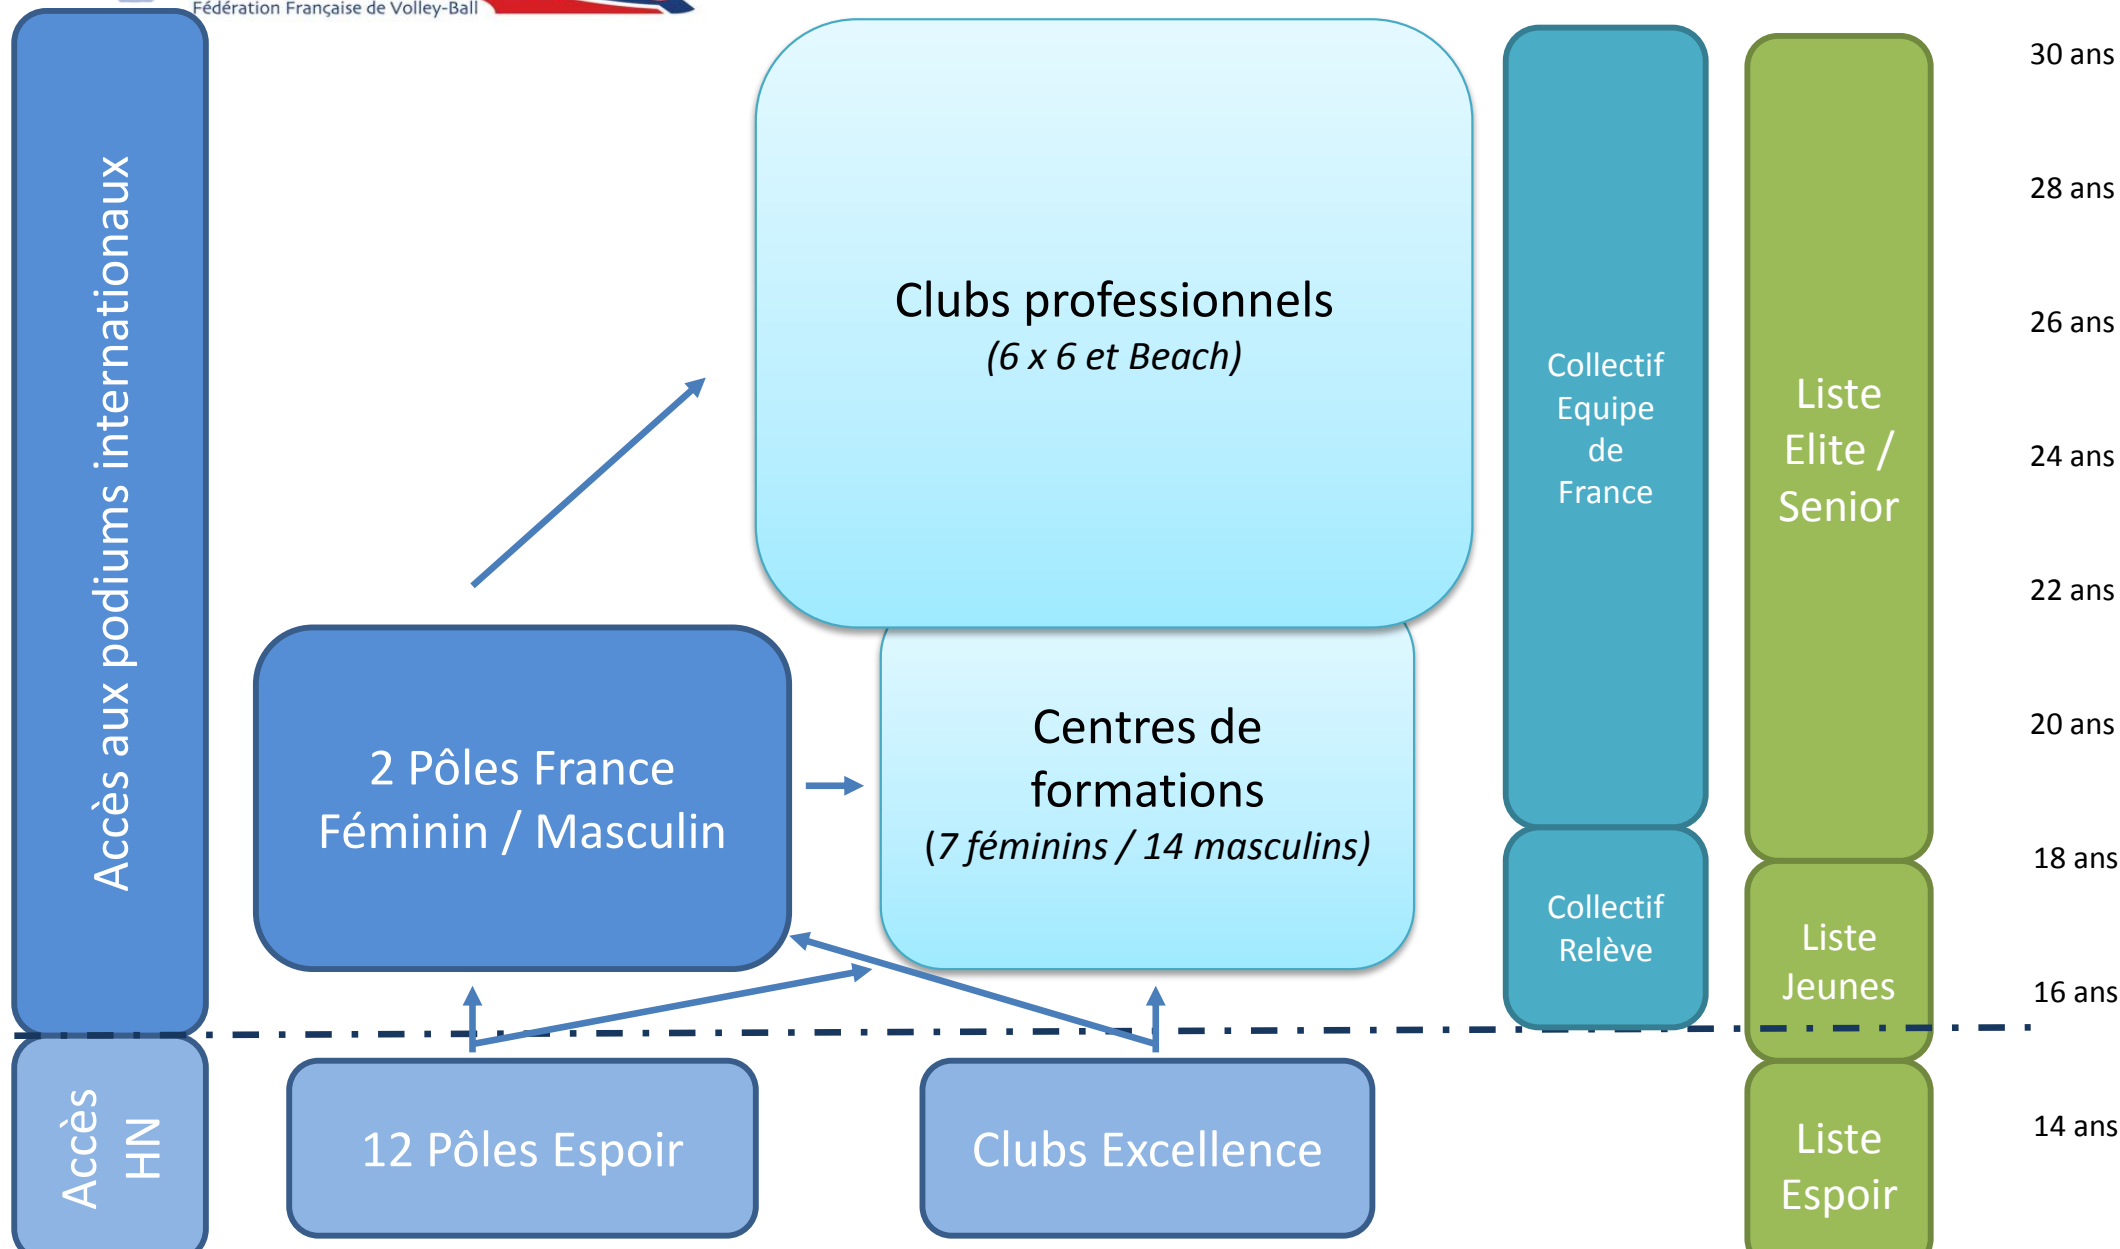 Fédération Française de Volley-Ball
Accès aux podiums internationaux
Accès
HN
Clubs professionnels
(6 x 6 et Beach)
2 Pôles France
Féminin / Masculin
Centres de
formations
(7 féminins / 14 masculins)
12 Pôles Espoir
Clubs Excellence
Collectif
Equipe
de
France
Collectif
Relève
Liste
Elite /
Senior
Liste
Jeunes
Liste
Espoir
30 ans
28 ans
26 ans
24 ans
22 ans
20 ans
18 ans
16 ans
14 ans